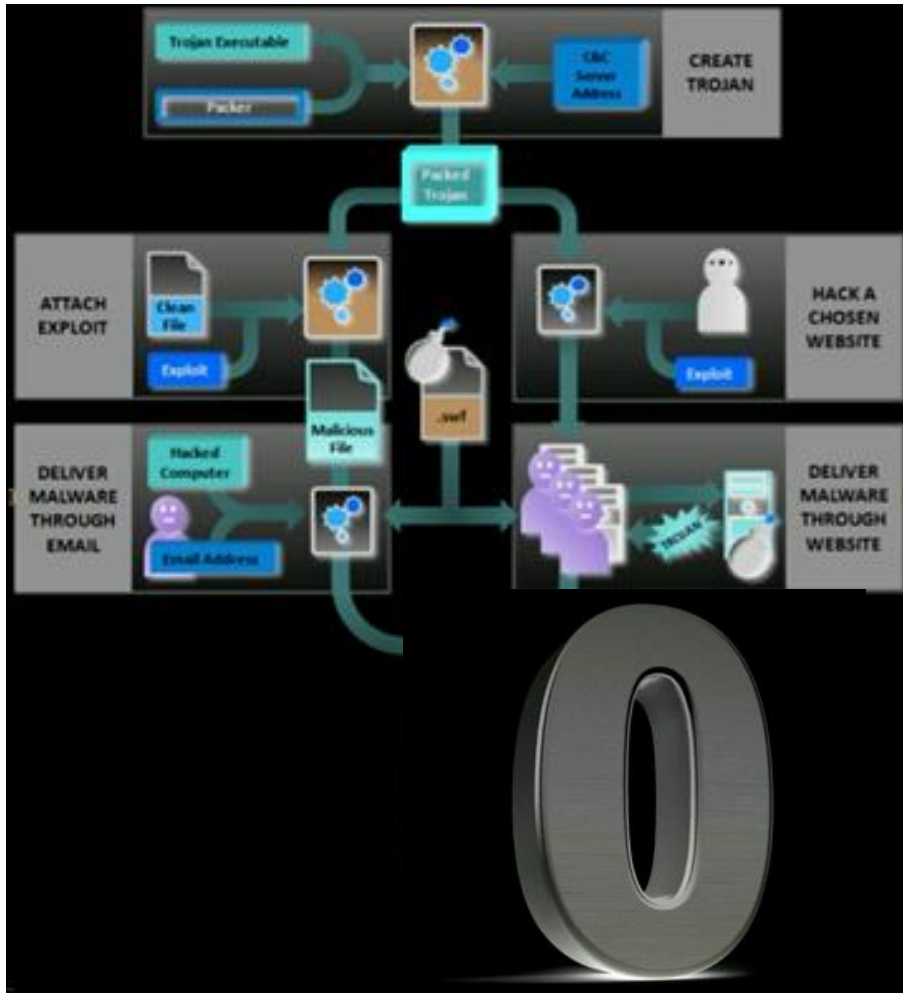 Trojan Executable
Packer
C&C
Server
Address
CREATE
TROJAN
Packed
Trojan
ATTACH
EXPLOIT
Clean
File
Exploit
HACK A
CHOSEN
WEBSITE
Exploit
.swf
Malicious
File
DELIVER
MALWARE
THROUGH
EMAIL
Hacked
Computer
Email Address
TROJAN
DELIVER
MALWARE
THROUGH
WEBSITE
0